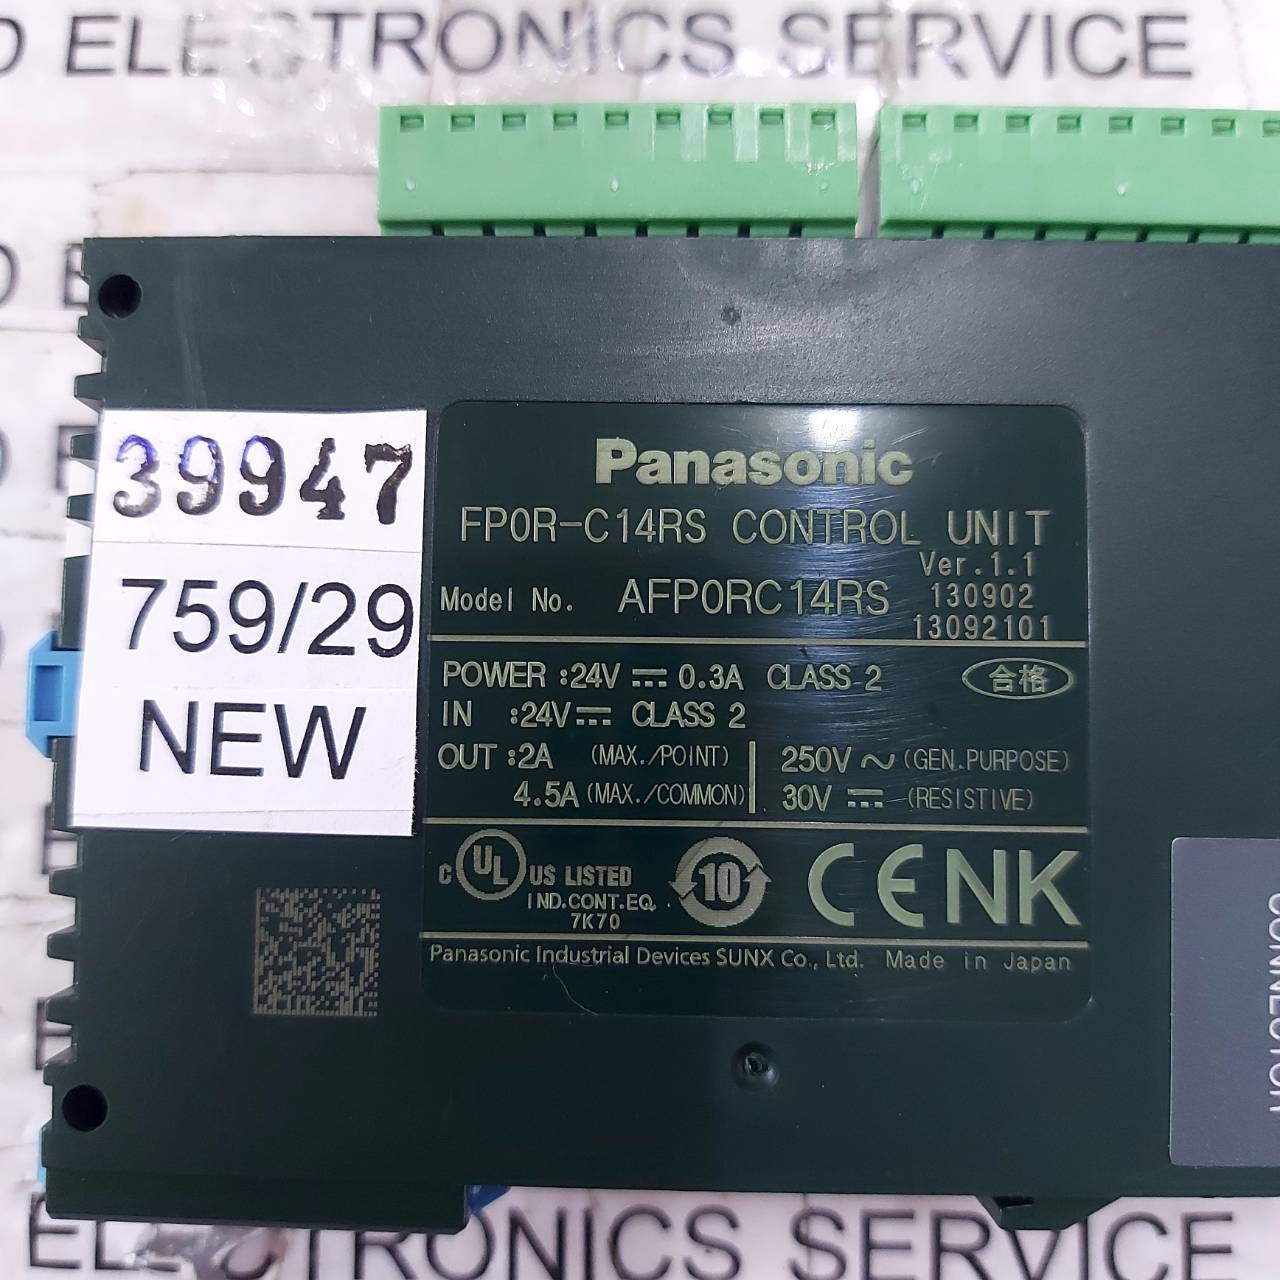 D ELECTRONICS SERVICE
39947
759/29
NEW
Panasonic
FP0R-C14RS CONTROL UNIT
Ver.1.1
Model No. AFP0RC14RS 130902
13092101
POWER :24V ⎓ 0.3A CLASS 2
合格
IN :24V ⎓ CLASS 2
OUT :2A (MAX./POINT) 250V ~ (GEN.PURPOSE)
4.5A (MAX./COMMON) 30V ⎓ (RESISTIVE)
C UL US LISTED
IND.CONT.EQ.
7K70
10
CE NK
Panasonic Industrial Devices SUNX Co., Ltd. Made in Japan
CONNECTOR
D ELECTRONICS SERVICE